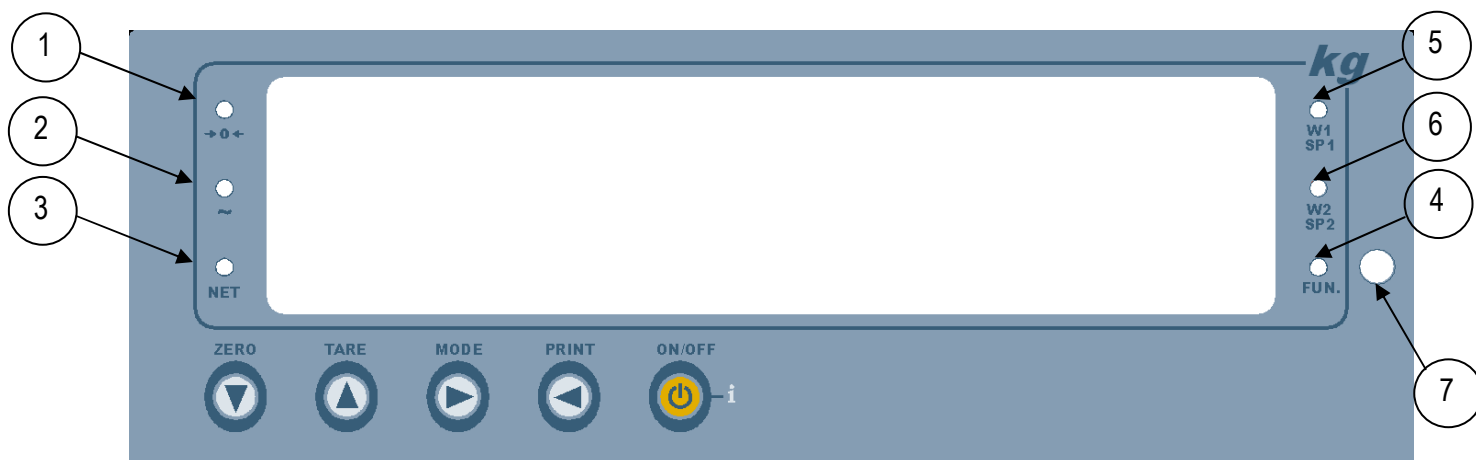 1
5
kg
→0←
W1
SP1
2
6
~
W2
SP2
3
4
NET
FUN.
ZERO TARE MODE PRINT ON/OFF
i
7